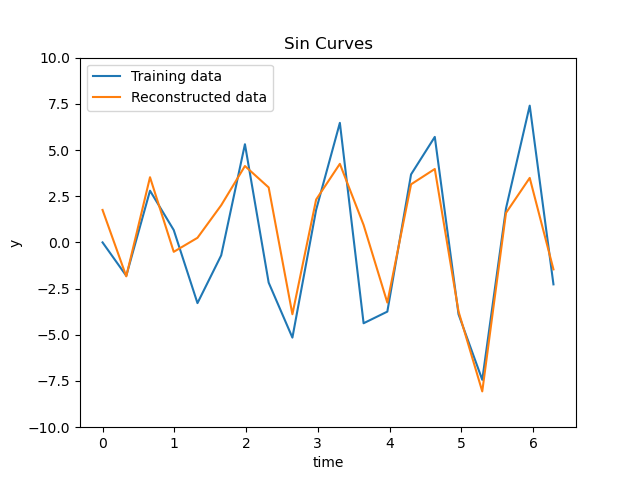 Sin Curves
Training data
Reconstructed data
10.0
7.5
5.0
2.5
0.0
−2.5
−5.0
−7.5
−10.0
y
0 1 2 3 4 5 6
time